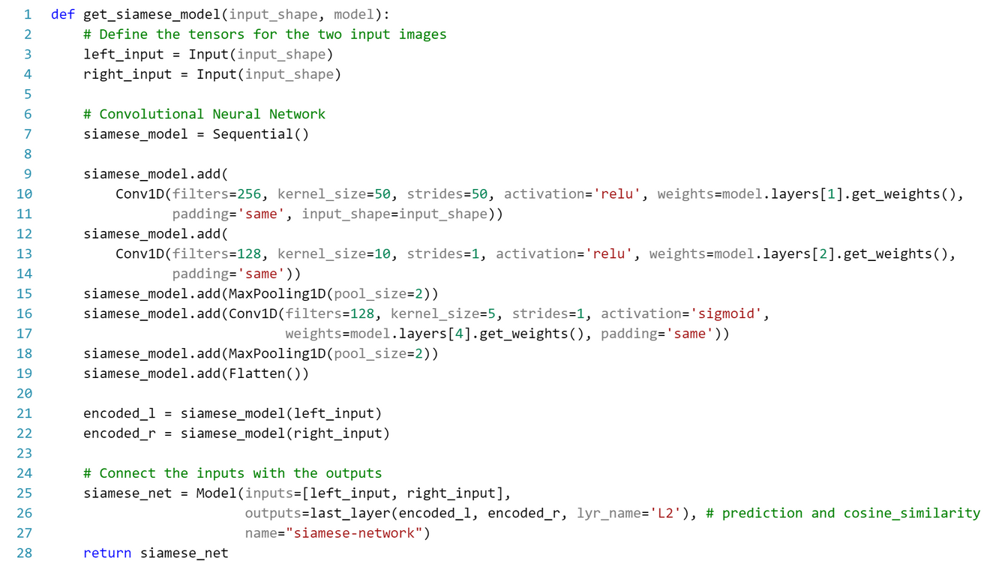 1 def get_siamese_model(input_shape, model):
2     # Define the tensors for the two input images
3     left_input = Input(input_shape)
4     right_input = Input(input_shape)
5
6     # Convolutional Neural Network
7     siamese_model = Sequential()
8
9     siamese_model.add(
10         Conv1D(filters=256, kernel_size=50, strides=50, activation='relu', weights=model.layers[1].get_weights(),
11                padding='same', input_shape=input_shape))
12     siamese_model.add(
13         Conv1D(filters=128, kernel_size=10, strides=1, activation='relu', weights=model.layers[2].get_weights(),
14                padding='same'))
15     siamese_model.add(MaxPooling1D(pool_size=2))
16     siamese_model.add(Conv1D(filters=128, kernel_size=5, strides=1, activation='sigmoid',
17                              weights=model.layers[4].get_weights(), padding='same'))
18     siamese_model.add(MaxPooling1D(pool_size=2))
19     siamese_model.add(Flatten())
20
21     encoded_l = siamese_model(left_input)
22     encoded_r = siamese_model(right_input)
23
24     # Connect the inputs with the outputs
25     siamese_net = Model(inputs=[left_input, right_input],
26                         outputs=last_layer(encoded_l, encoded_r, lyr_name='L2'), # prediction and cosine_similarity
27                         name="siamese-network")
28     return siamese_net